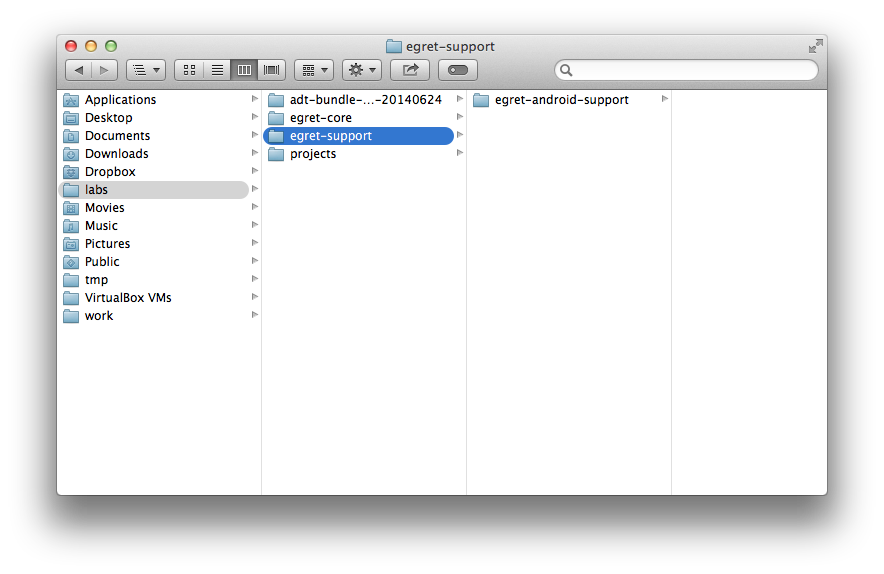 egret-support
Applications
Desktop
Documents
Downloads
Dropbox
labs
Movies
Music
Pictures
Public
tmp
VirtualBox VMs
work
adt-bundle-...-20140624
egret-core
egret-support
projects
egret-android-support